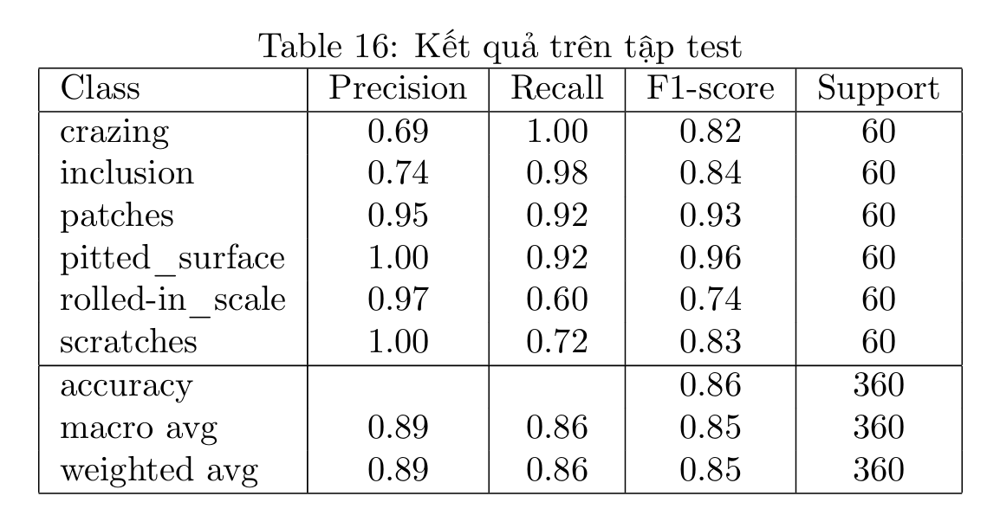 Table 16: Kết quả trên tập test
Class Precision Recall F1-score Support
crazing 0.69 1.00 0.82 60
inclusion 0.74 0.98 0.84 60
patches 0.95 0.92 0.93 60
pitted_surface 1.00 0.92 0.96 60
rolled-in_scale 0.97 0.60 0.74 60
scratches 1.00 0.72 0.83 60
accuracy 0.86 360
macro avg 0.89 0.86 0.85 360
weighted avg 0.89 0.86 0.85 360